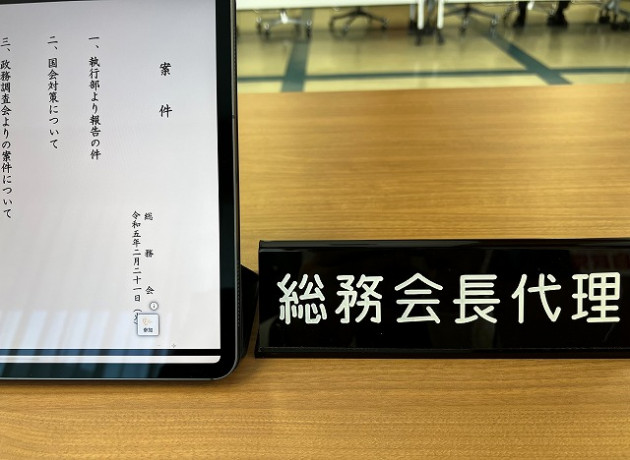 案件
総務会
令和五年二月二十一日
一、執行部より報告の件
二、国会対策について
三、政務調査会よりの案件について
総務会長代理